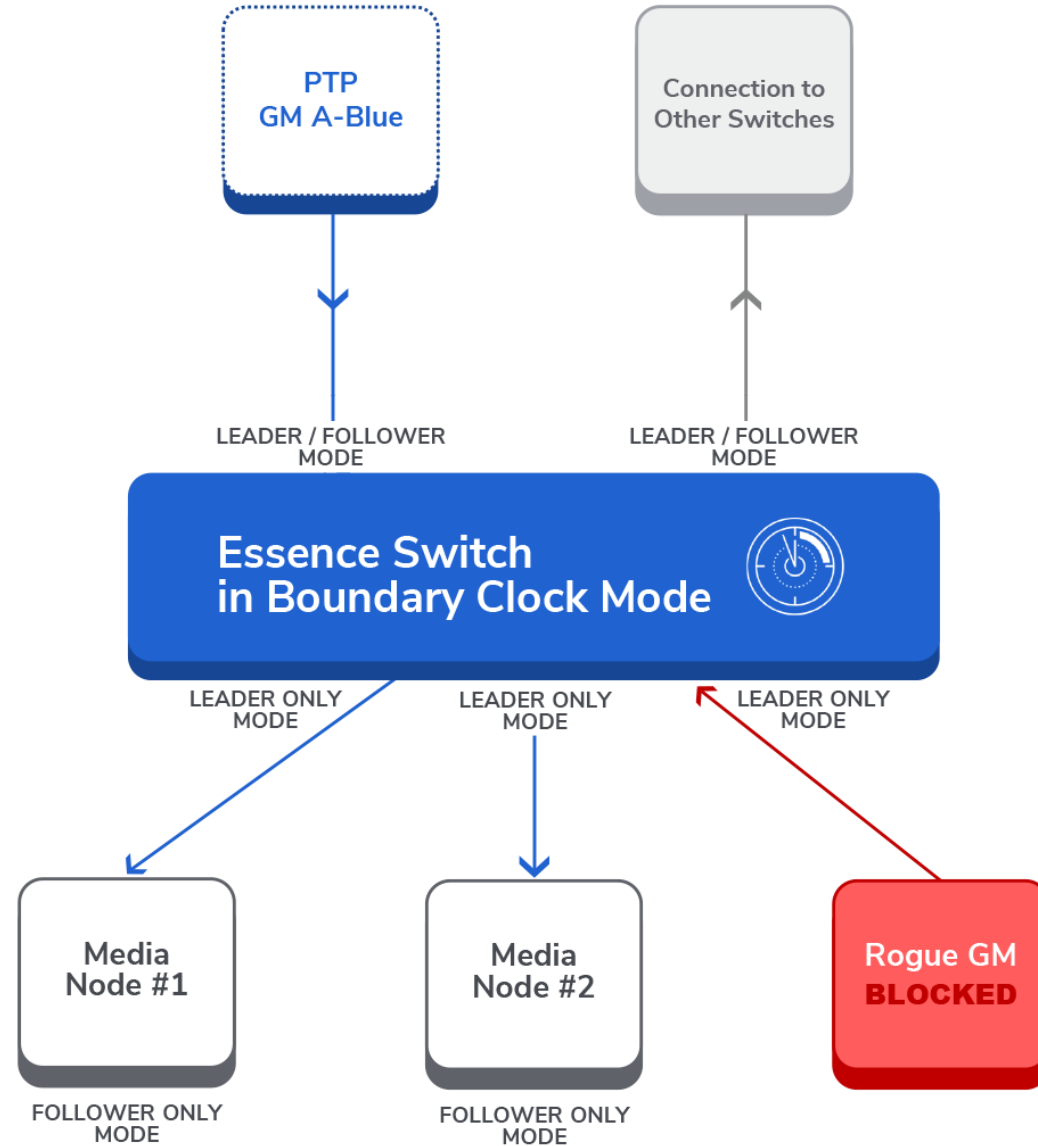 PTP
GM A-Blue
Connection to
Other Switches
LEADER / FOLLOWER
MODE
LEADER / FOLLOWER
MODE
Essence Switch
in Boundary Clock Mode
LEADER ONLY
MODE
LEADER ONLY
MODE
LEADER ONLY
MODE
Media
Node #1
Media
Node #2
Rogue GM
BLOCKED
FOLLOWER ONLY
MODE
FOLLOWER ONLY
MODE